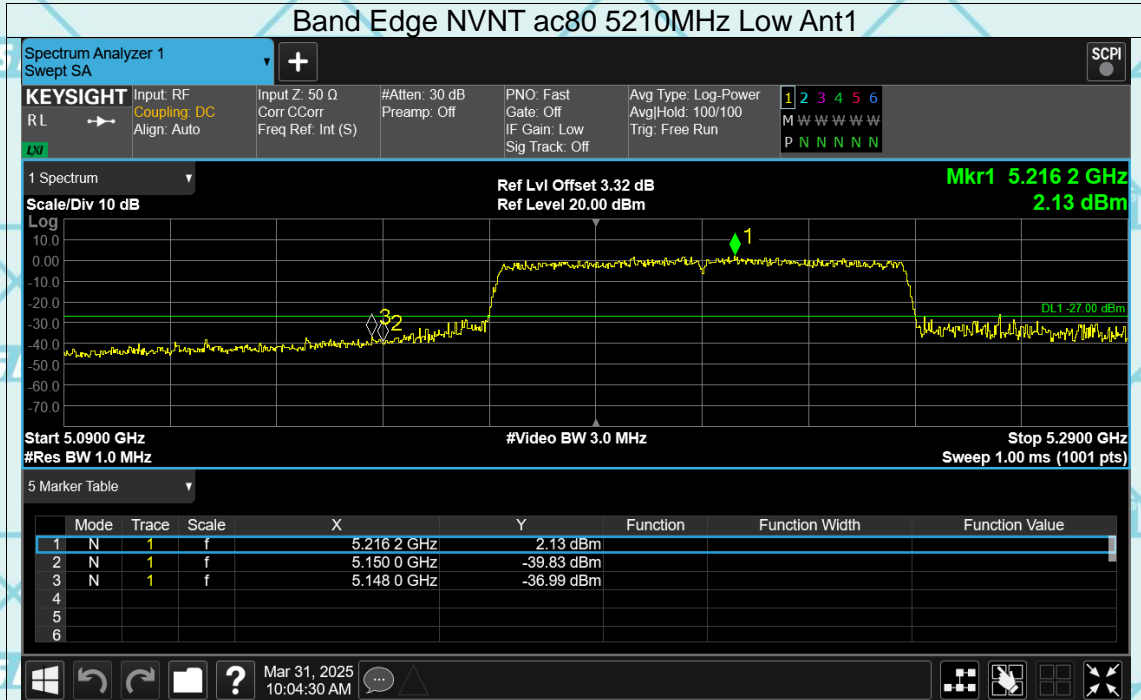 Band Edge NVNT ac80 5210MHz Low Ant1
Spectrum Analyzer 1
Swept SA
+
SCPI
KEYSIGHT
RL
LXI
Input: RF
Coupling: DC
Align: Auto
Input Z: 50 Ω
Corr CCorr
Freq Ref: Int (S)
#Atten: 30 dB
Preamp: Off
PNO: Fast
Gate: Off
IF Gain: Low
Sig Track: Off
Avg Type: Log-Power
Avg|Hold: 100/100
Trig: Free Run
1 2 3 4 5 6
M W W W W W
P N N N N N
1 Spectrum
Scale/Div 10 dB
Log
Ref Lvl Offset 3.32 dB
Ref Level 20.00 dBm
Mkr1 5.216 2 GHz
2.13 dBm
10.0
0.00
-10.0
-20.0
-30.0
-40.0
-50.0
-60.0
-70.0
1
3
2
DL1 -27.00 dBm
Start 5.0900 GHz
#Video BW 3.0 MHz
Stop 5.2900 GHz
#Res BW 1.0 MHz
Sweep 1.00 ms (1001 pts)
5 Marker Table
Mode Trace Scale X Y Function Function Width Function Value
1 N 1 f 5.216 2 GHz 2.13 dBm
2 N 1 f 5.150 0 GHz -39.83 dBm
3 N 1 f 5.148 0 GHz -36.99 dBm
4
5
6
?
Mar 31, 2025
10:04:30 AM